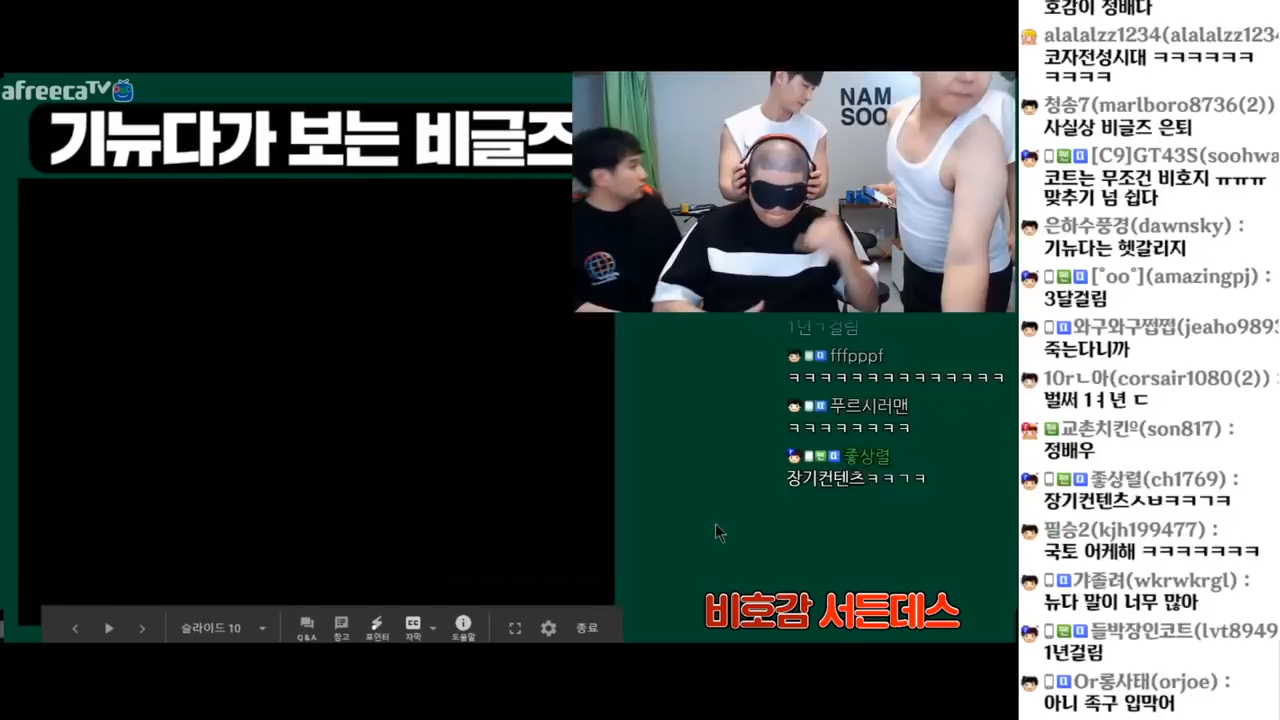 afreecaTV
기뉴다가 보는 비글즈
NAM
SOO
1년ㄱ걸림
fffpppf
ㅋㅋㅋㅋㅋㅋㅋㅋㅋㅋㅋㅋㅋㅋ
푸르시러맨
ㅋㅋㅋㅋㅋㅋㅋㅋ
좋상렬
장기컨텐츠ㅋㅋㄱㅋ
비호감 서든데스
슬라이드 10
Q&A
참고
포인터
자막
도움말
종료
호감이 정배다
alalalzz1234(alalalzz1234
코자전성시대 ㅋㅋㅋㅋㅋㅋ
ㅋㅋㅋㅋ
청송7(marlboro8736(2))
사실상 비글즈 은퇴
[C9]GT43S(soohwa
코트는 무조건 비호지 ㅠㅠㅠ
맞추기 넘 쉽다
은하수풍경(dawnsky) :
기뉴다는 헷갈리지
[˚oo˚](amazingpj) :
3달걸림
와구와구쩝쩝(jeaho989
죽는다니까
10rㄴ아(corsair1080(2)) :
벌써 1ㅕ년 ㄷ
교촌치킨º(son817) :
정배우
좋상렬(ch1769) :
장기컨텐츠ㅅㅂㅋㅋㄱㅋ
필승2(kjh199477) :
국토 어케해 ㅋㅋㅋㅋㅋㅋㅋ
갸졸려(wkrwkrgl) :
뉴다 말이 너무 많아
들박장인코트(lvt8949
1년걸림
Or롱사태(orjoe) :
아니 족구 입막어